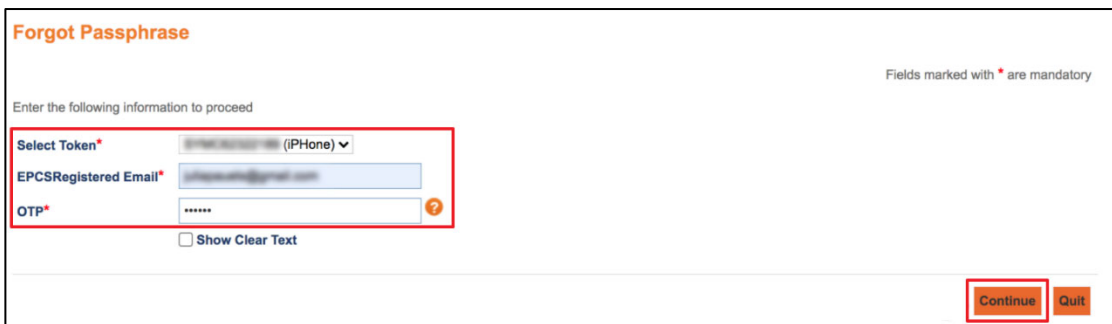 Forgot Passphrase
Fields marked with * are mandatory
Enter the following information to proceed
Select Token* (iPHone)
EPCSRegistered Email*
OTP* •••••• ?
Show Clear Text
Continue Quit